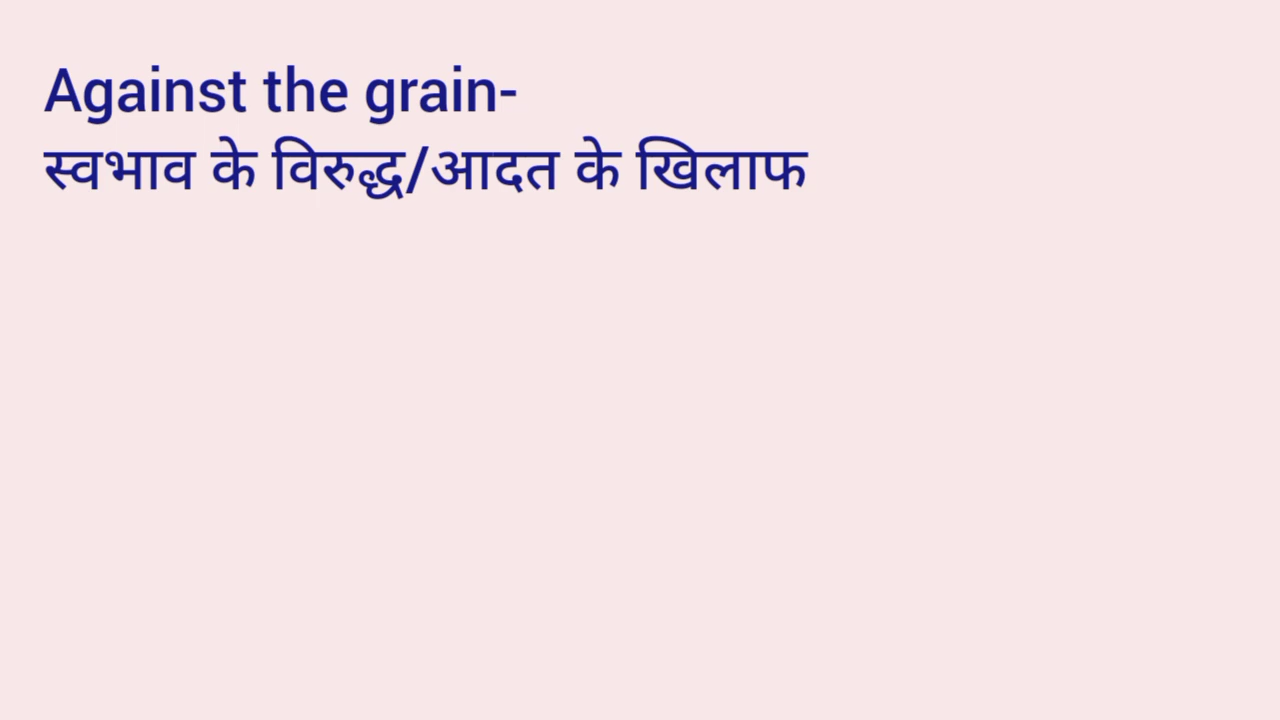 Against the grain-
स्वभाव के विरुद्ध/आदत के खिलाफ